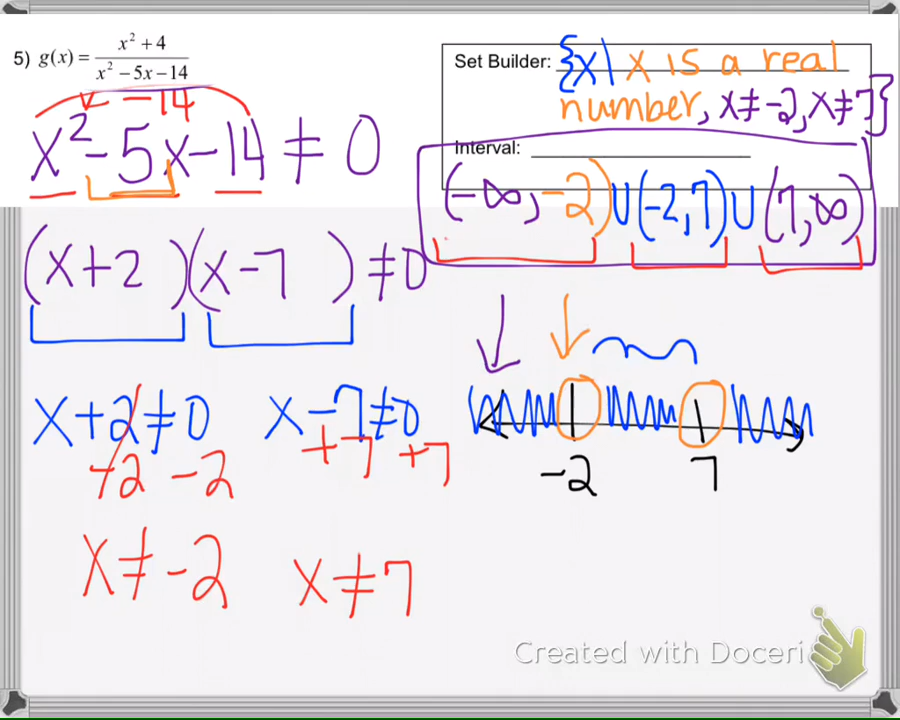 5) g(x) = (x² + 4)/(x² − 5x − 14)
−14
x² − 5x − 14 ≠ 0
(x+2)(x−7) ≠ 0
x+2 ≠ 0 x−7 ≠ 0
−2 −2 +7 +7
x ≠ −2 x ≠ 7
Set Builder: {x| x is a real
number, x ≠ −2, x ≠ 7}
Interval:
(−∞, −2) ∪ (−2, 7) ∪ (7, ∞)
−2 7
Created with Doceri